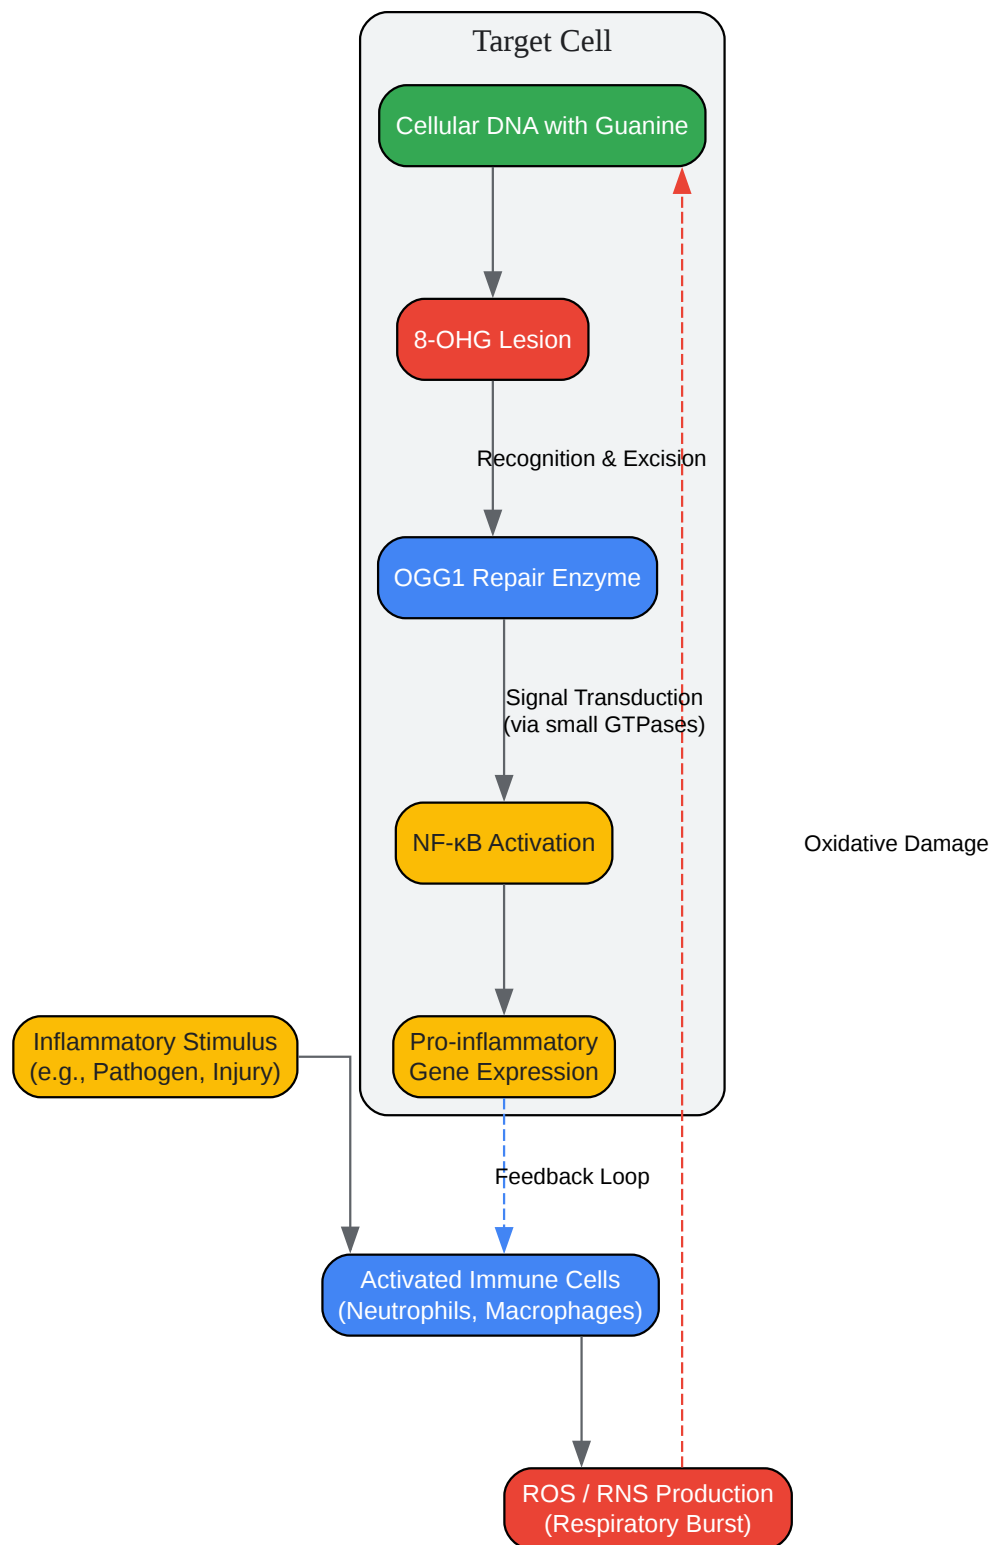 Target Cell
Cellular DNA with Guanine
8-OHG Lesion
Recognition & Excision
OGG1 Repair Enzyme
Signal Transduction
(via small GTPases)
NF-κB Activation
Oxidative Damage
Inflammatory Stimulus
(e.g., Pathogen, Injury)
Pro-inflammatory
Gene Expression
Feedback Loop
Activated Immune Cells
(Neutrophils, Macrophages)
ROS / RNS Production
(Respiratory Burst)